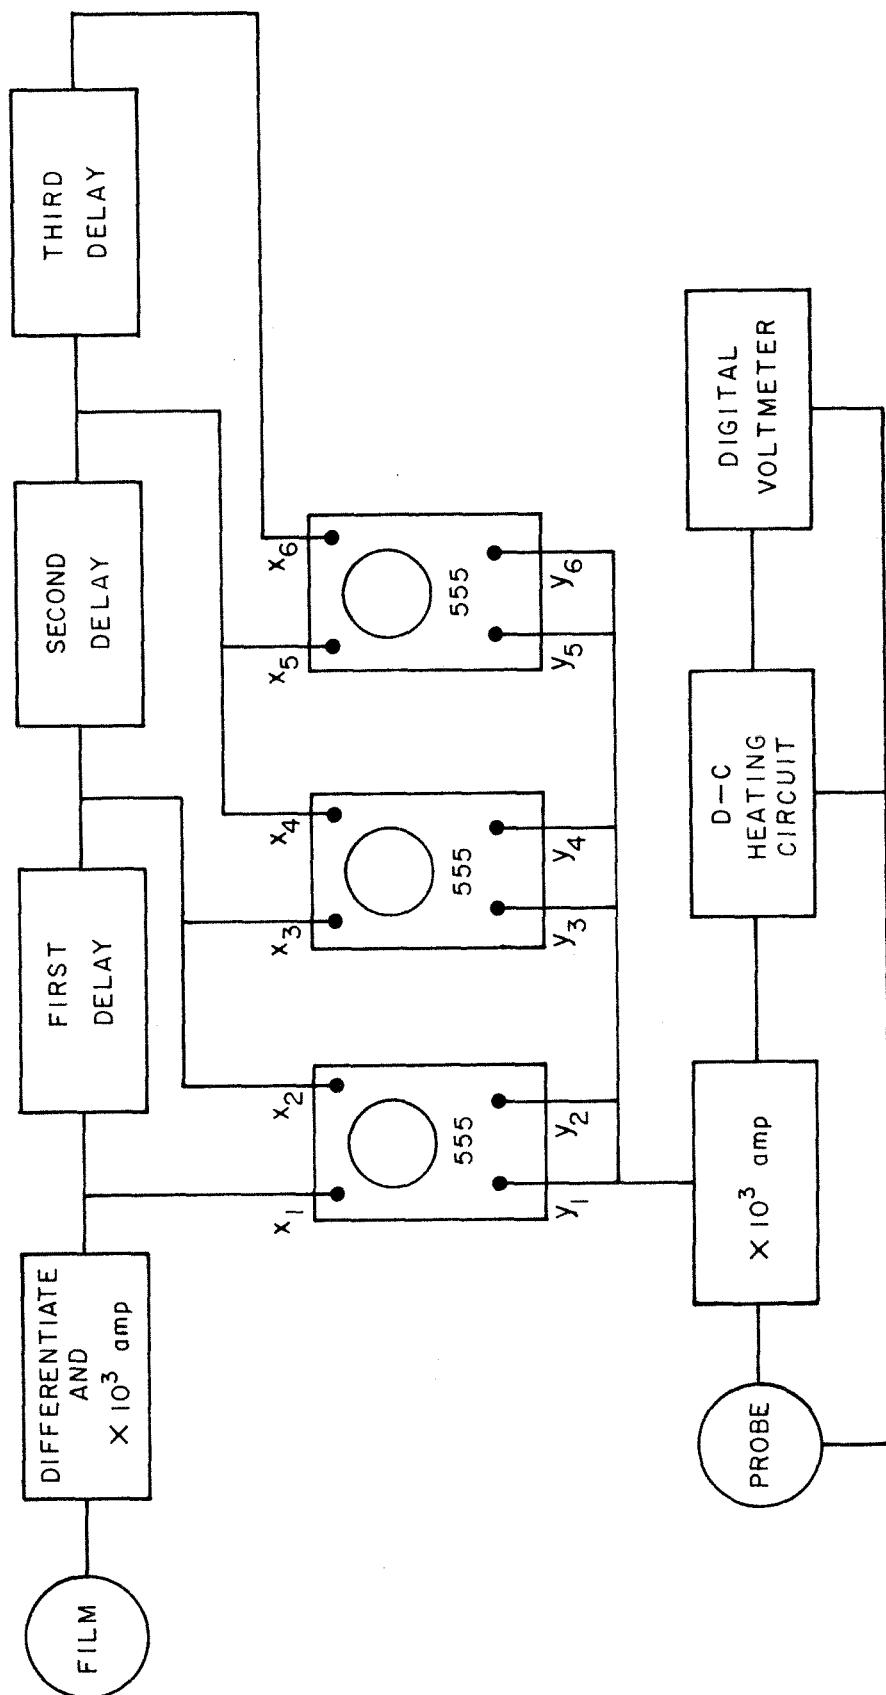 FILM
DIFFERENTIATE
AND
× 10³ amp
FIRST
DELAY
SECOND
DELAY
THIRD
DELAY
x₁
x₂
555
y₁
y₂
x₃
x₄
555
y₃
y₄
x₅
x₆
555
y₅
y₆
PROBE
× 10³ amp
D–C
HEATING
CIRCUIT
DIGITAL
VOLTMETER